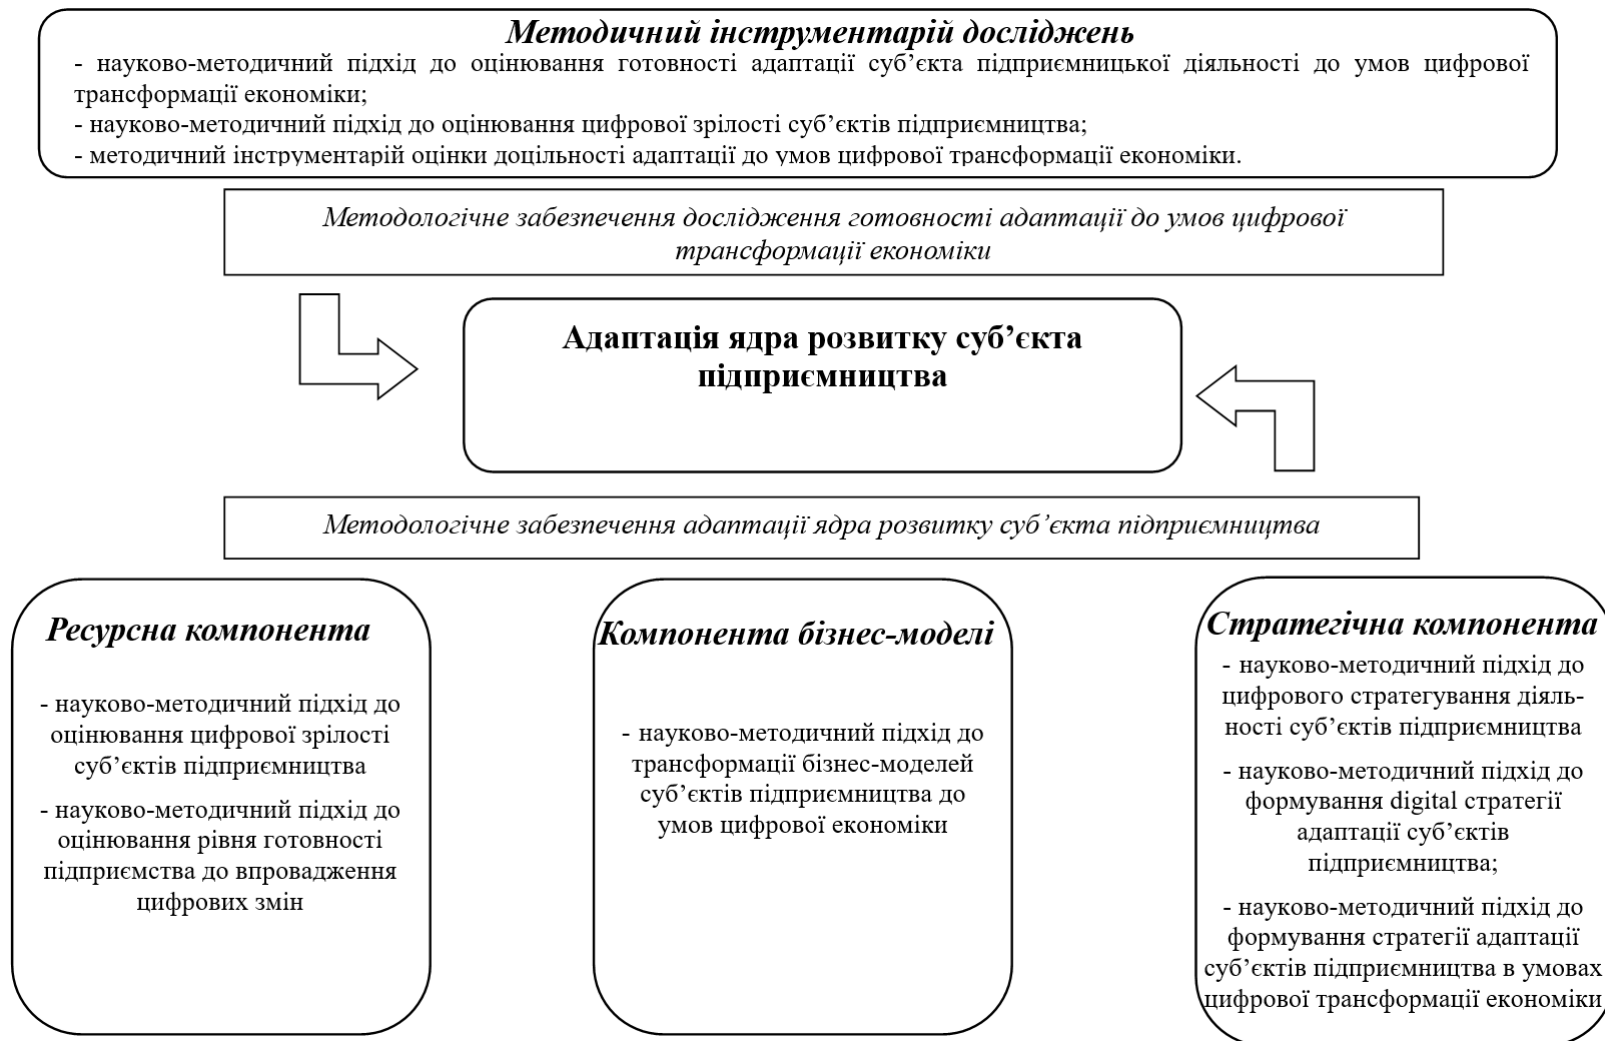 Методичний інструментарій досліджень
- науково-методичний підхід до оцінювання готовності адаптації суб’єкта підприємницької діяльності до умов цифрової
трансформації економіки;
- науково-методичний підхід до оцінювання цифрової зрілості суб’єктів підприємництва;
- методичний інструментарій оцінки доцільності адаптації до умов цифрової трансформації економіки.
Методологічне забезпечення дослідження готовності адаптації до умов цифрової
трансформації економіки
Адаптація ядра розвитку суб’єкта
підприємництва
Методологічне забезпечення адаптації ядра розвитку суб’єкта підприємництва
Ресурсна компонента
- науково-методичний підхід до
оцінювання цифрової зрілості
суб’єктів підприємництва
- науково-методичний підхід до
оцінювання рівня готовності
підприємства до впровадження
цифрових змін
Компонента бізнес-моделі
- науково-методичний підхід до
трансформації бізнес-моделей
суб’єктів підприємництва до
умов цифрової економіки
Стратегічна компонента
- науково-методичний підхід до
цифрового стратегування діяль-
ності суб’єктів підприємництва
- науково-методичний підхід до
формування digital стратегії
адаптації суб’єктів
підприємництва;
- науково-методичний підхід до
формування стратегії адаптації
суб’єктів підприємництва в умовах
цифрової трансформації економіки